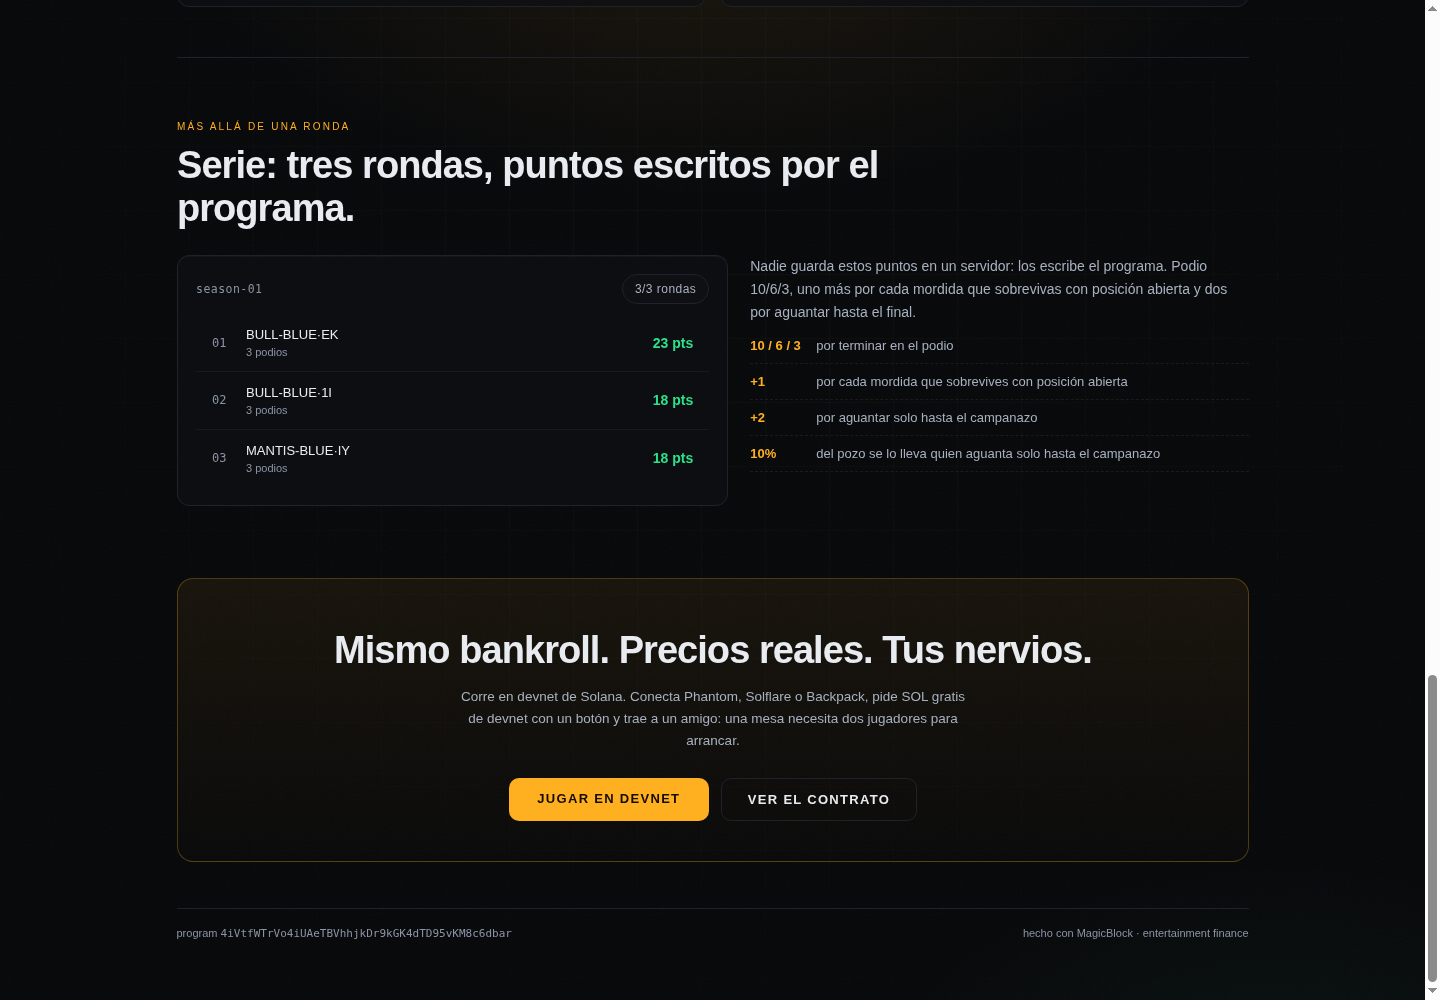 MÁS ALLÁ DE UNA RONDA
Serie: tres rondas, puntos escritos por el
programa.
season-01
3/3 rondas
01
BULL-BLUE·EK
3 podios
23 pts
02
BULL-BLUE·1I
3 podios
18 pts
03
MANTIS-BLUE·IY
3 podios
18 pts
Nadie guarda estos puntos en un servidor: los escribe el programa. Podio
10/6/3, uno más por cada mordida que sobrevivas con posición abierta y dos
por aguantar hasta el final.
10 / 6 / 3 por terminar en el podio
+1 por cada mordida que sobrevives con posición abierta
+2 por aguantar solo hasta el campanazo
10% del pozo se lo lleva quien aguanta solo hasta el campanazo
Mismo bankroll. Precios reales. Tus nervios.
Corre en devnet de Solana. Conecta Phantom, Solflare o Backpack, pide SOL gratis
de devnet con un botón y trae a un amigo: una mesa necesita dos jugadores para
arrancar.
JUGAR EN DEVNET
VER EL CONTRATO
program 4iVtfWTrVo4iUAeTBVhhjkDr9kGK4dTD95vKM8c6dbar
hecho con MagicBlock · entertainment finance